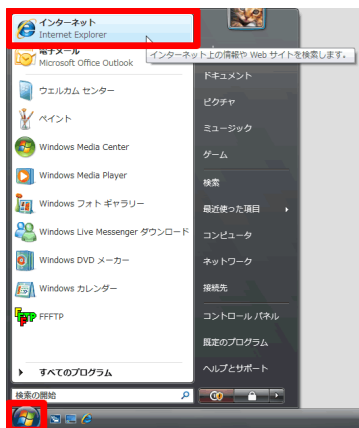 インターネット
Internet Explorer
電子メール
Microsoft Office Outlook
インターネット上の情報や Web サイトを検索します。
ウェルカム センター
ペイント
Windows Media Center
Windows Media Player
Windows フォト ギャラリー
Windows Live Messenger ダウンロード
Windows DVD メーカー
Windows カレンダー
FFFTP
すべてのプログラム
検索の開始
ドキュメント
ピクチャ
ミュージック
ゲーム
検索
最近使った項目
コンピュータ
ネットワーク
接続先
コントロール パネル
既定のプログラム
ヘルプとサポート